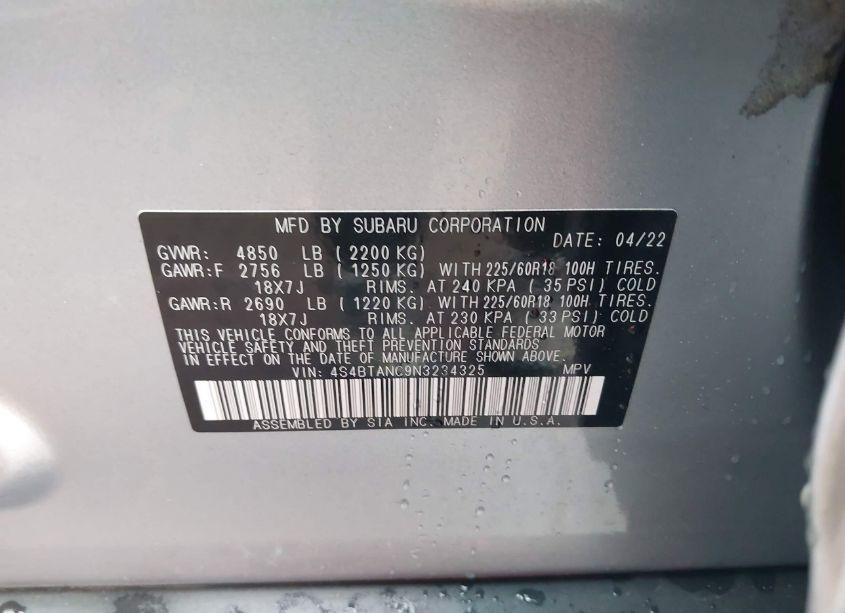 MFD BY SUBARU CORPORATION
DATE: 04/22
GVWR: 4850 LB ( 2200 KG)
GAWR:F 2756 LB ( 1250 KG) WITH 225/60R18 100H TIRES.
18X7J RIMS. AT 240 KPA ( 35 PSI) COLD
GAWR:R 2690 LB ( 1220 KG) WITH 225/60R18 100H TIRES.
18X7J RIMS. AT 230 KPA ( 33 PSI) COLD
THIS VEHICLE CONFORMS TO ALL APPLICABLE FEDERAL MOTOR
VEHICLE SAFETY AND THEFT PREVENTION STANDARDS
IN EFFECT ON THE DATE OF MANUFACTURE SHOWN ABOVE.
VIN: 4S4BTANC9N3234325 MPV
ASSEMBLED BY SIA INC. MADE IN U.S.A.